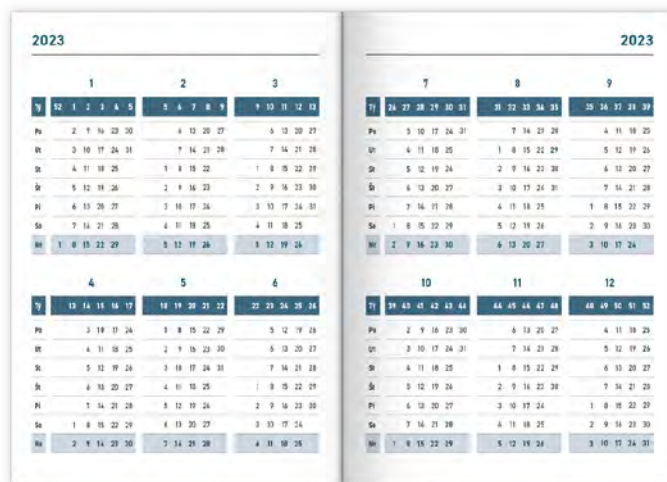 2023
1 2 3
Ty 52 1 2 3 4 5 5 6 7 8 9 9 10 11 12 13
Po 2 9 16 23 30 6 13 20 27 6 13 20 27
Ut 3 10 17 24 31 7 14 21 28 7 14 21 28
St 4 11 18 25 1 8 15 22 1 8 15 22 29
Št 5 12 19 26 2 9 16 23 2 9 16 23 30
Pi 6 13 20 27 3 10 17 24 3 10 17 24 31
So 7 14 21 28 4 11 18 25 4 11 18 25
Ne 1 8 15 22 29 5 12 19 26 5 12 19 26
4 5 6
Ty 13 14 15 16 17 18 19 20 21 22 22 23 24 25 26
Po 3 10 17 24 1 8 15 22 29 5 12 19 26
Ut 4 11 18 25 2 9 16 23 30 6 13 20 27
St 5 12 19 26 3 10 17 24 31 7 14 21 28
Št 6 13 20 27 4 11 18 25 1 8 15 22 29
Pi 7 14 21 28 5 12 19 26 2 9 16 23 30
So 1 8 15 22 29 6 13 20 27 3 10 17 24
Ne 2 9 16 23 30 7 14 21 28 4 11 18 25
2023
7 8 9
Ty 26 27 28 29 30 31 31 32 33 34 35 35 36 37 38 39
Po 3 10 17 24 31 7 14 21 28 4 11 18 25
Ut 4 11 18 25 1 8 15 22 29 5 12 19 26
St 5 12 19 26 2 9 16 23 30 6 13 20 27
Št 6 13 20 27 3 10 17 24 31 7 14 21 28
Pi 7 14 21 28 4 11 18 25 1 8 15 22 29
So 1 8 15 22 29 5 12 19 26 2 9 16 23 30
Ne 2 9 16 23 30 6 13 20 27 3 10 17 24
10 11 12
Ty 39 40 41 42 43 44 44 45 46 47 48 48 49 50 51 52
Po 2 9 16 23 30 6 13 20 27 4 11 18 25
Ut 3 10 17 24 31 7 14 21 28 5 12 19 26
St 4 11 18 25 1 8 15 22 29 6 13 20 27
Št 5 12 19 26 2 9 16 23 30 7 14 21 28
Pi 6 13 20 27 3 10 17 24 1 8 15 22 29
So 7 14 21 28 4 11 18 25 2 9 16 23 30
Ne 1 8 15 22 29 5 12 19 26 3 10 17 24 31